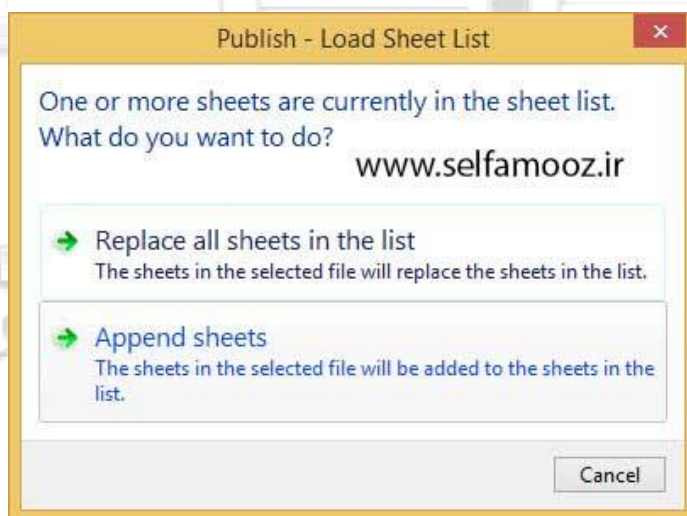 Publish - Load Sheet List
One or more sheets are currently in the sheet list.
What do you want to do?
www.selfamooz.ir
Replace all sheets in the list
The sheets in the selected file will replace the sheets in the list.
Append sheets
The sheets in the selected file will be added to the sheets in the
list.
Cancel